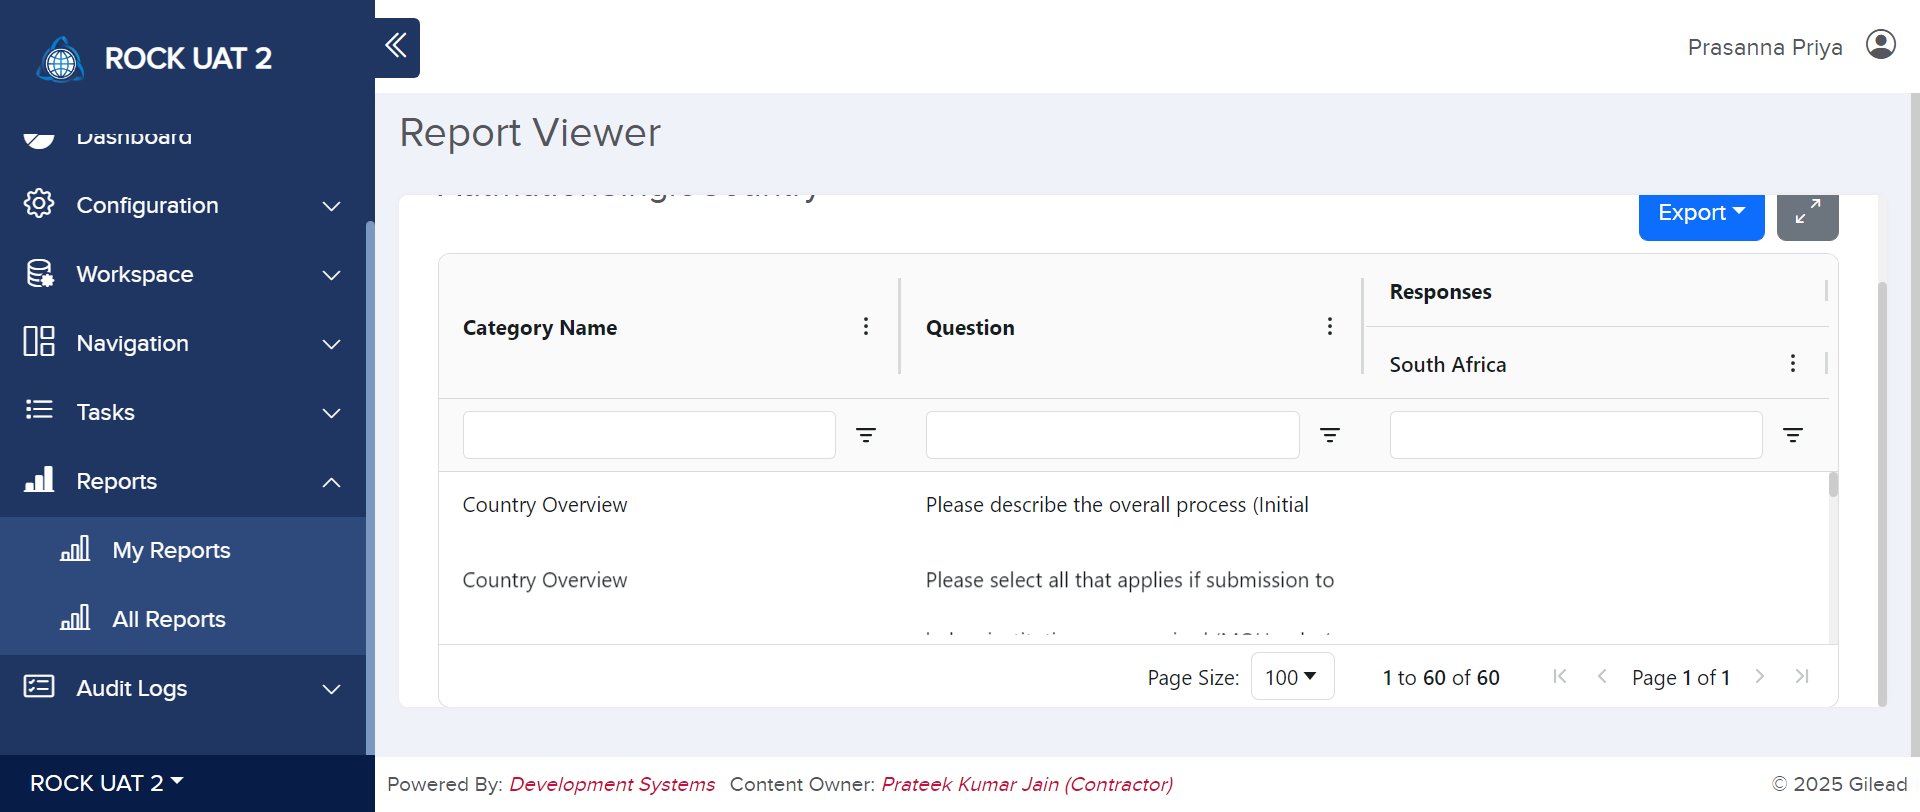 ROCK UAT 2
Prasanna Priya
Dashboard
Configuration
Workspace
Navigation
Tasks
Reports
My Reports
All Reports
Audit Logs
ROCK UAT 2
Report Viewer
Export
Category Name
Question
Responses
South Africa
Country Overview
Please describe the overall process (Initial
Country Overview
Please select all that applies if submission to
Page Size: 100 1 to 60 of 60 Page 1 of 1
Powered By: Development Systems Content Owner: Prateek Kumar Jain (Contractor)
© 2025 Gilead